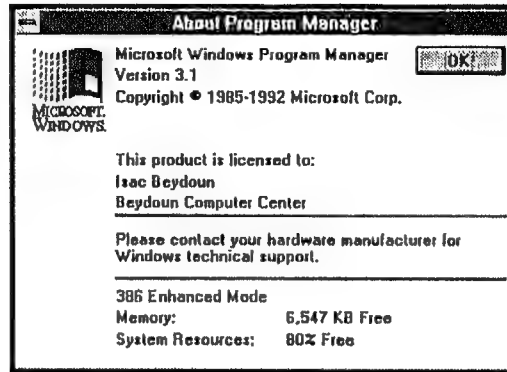 About Program Manager
Microsoft Windows Program Manager
OK
Version 3.1
Copyright © 1985-1992 Microsoft Corp.
MICROSOFT.
WINDOWS.
This product is licensed to:
Isac Beydoun
Beydoun Computer Center
Please contact your hardware manufacturer for
Windows technical support.
386 Enhanced Mode
Memory: 6,547 KB Free
System Resources: 80% Free